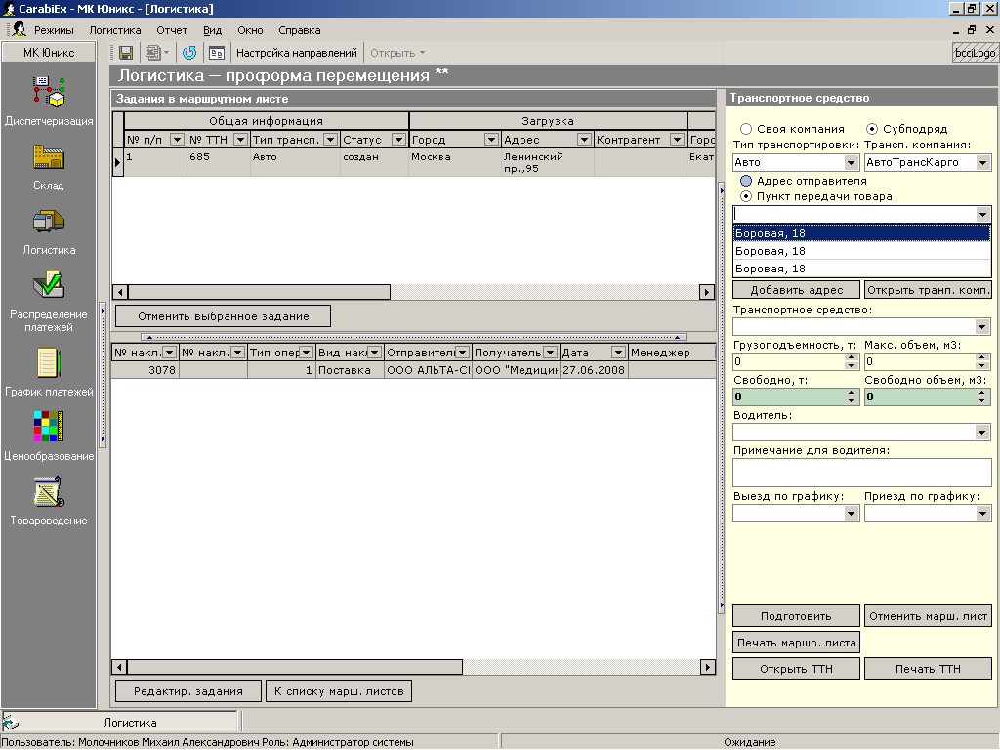 CarabiEx - МК Юникс - [Логистика]
Режимы Логистика Отчет Вид Окно Справка
МК Юникс
Настройка направлений Открыть
bcciLogo
Логистика — проформа перемещения **
Диспетчеризация
Склад
Логистика
Распределение
платежей
График платежей
Ценообразование
Товароведение
Задания в маршрутном листе
Общая информация Загрузка
№ п/п № ТТН Тип трансп. Статус Город Адрес Контрагент Горо
1 685 Авто создан Москва Ленинский Екат
пр.,95
Отменить выбранное задание
№ накл. № накл. Тип опер Вид нак Отправител Получатель Дата Менеджер
3078 1 Поставка ООО АЛЬТА-С ООО "Медицин 27.06.2008
Редактир. задания К списку марш. листов
Транспортное средство
Своя компания Субподряд
Тип транспортировки: Трансп. компания:
Авто АвтоТрансКарго
Адрес отправителя
Пункт передачи товара
Боровая, 18
Боровая, 18
Боровая, 18
Добавить адрес Открыть транп. комп.
Транспортное средство:
Грузоподъемность, т: Макс. объем, м3:
0 0
Свободно, т: Свободно объем, м3:
0 0
Водитель:
Примечание для водителя:
Выезд по графику: Приезд по графику:
Подготовить Отменить марш. лист
Печать маршр. листа
Открыть ТТН Печать ТТН
Логистика
Пользователь: Молочников Михаил Александрович Роль: Администратор системы Ожидание